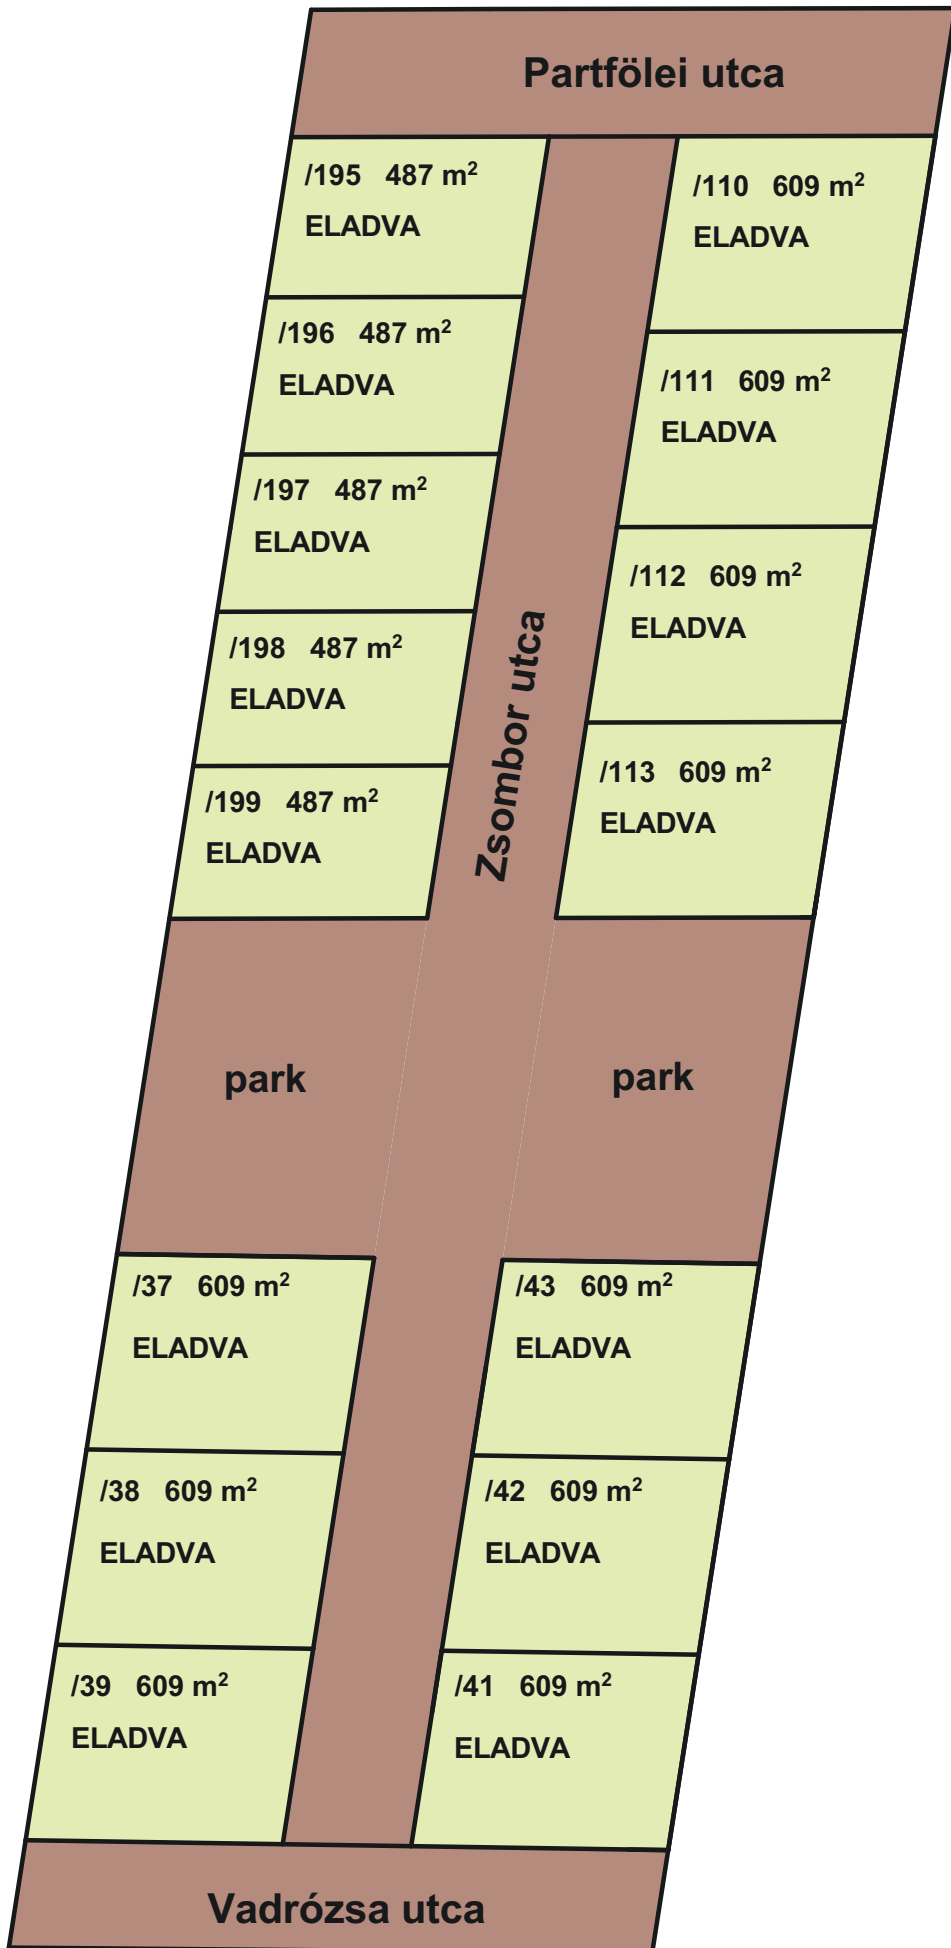 Partfölei utca
/195 487 m²
ELADVA
/196 487 m²
ELADVA
/197 487 m²
ELADVA
/198 487 m²
ELADVA
/199 487 m²
ELADVA
Zsombor utca
/110 609 m²
ELADVA
/111 609 m²
ELADVA
/112 609 m²
ELADVA
/113 609 m²
ELADVA
park
park
/37 609 m²
ELADVA
/38 609 m²
ELADVA
/39 609 m²
ELADVA
/43 609 m²
ELADVA
/42 609 m²
ELADVA
/41 609 m²
ELADVA
Vadrózsa utca